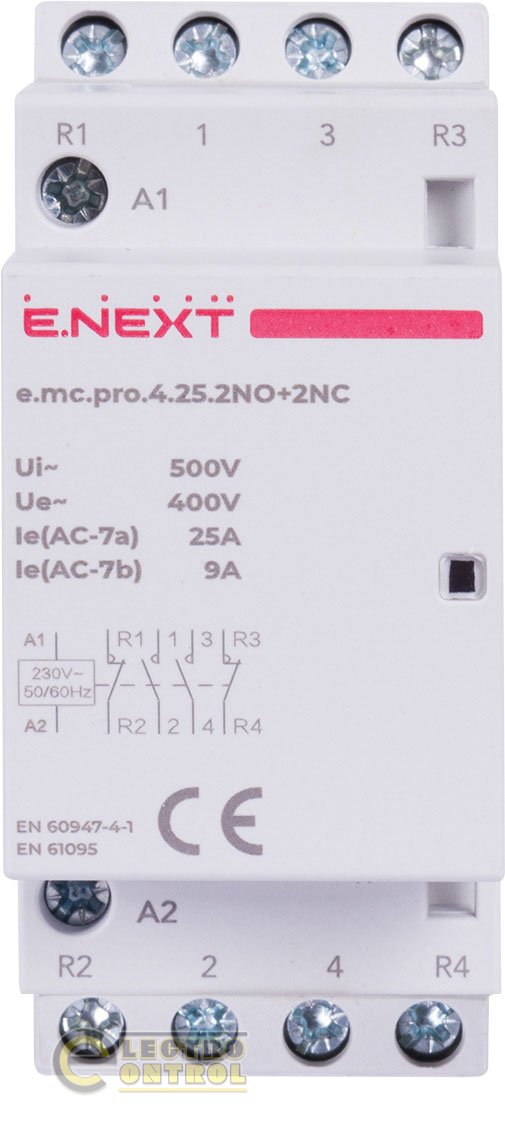 R1 1 3 R3
A1
E.NEXT
e.mc.pro.4.25.2NO+2NC
Ui~ 500V
Ue~ 400V
Ie(AC-7a) 25A
Ie(AC-7b) 9A
A1 R1 1 3 R3
230V~
50/60Hz
A2 R2 2 4 R4
EN 60947-4-1
EN 61095
CE
A2
R2 2 4 R4
ELECTRO
CONTROL